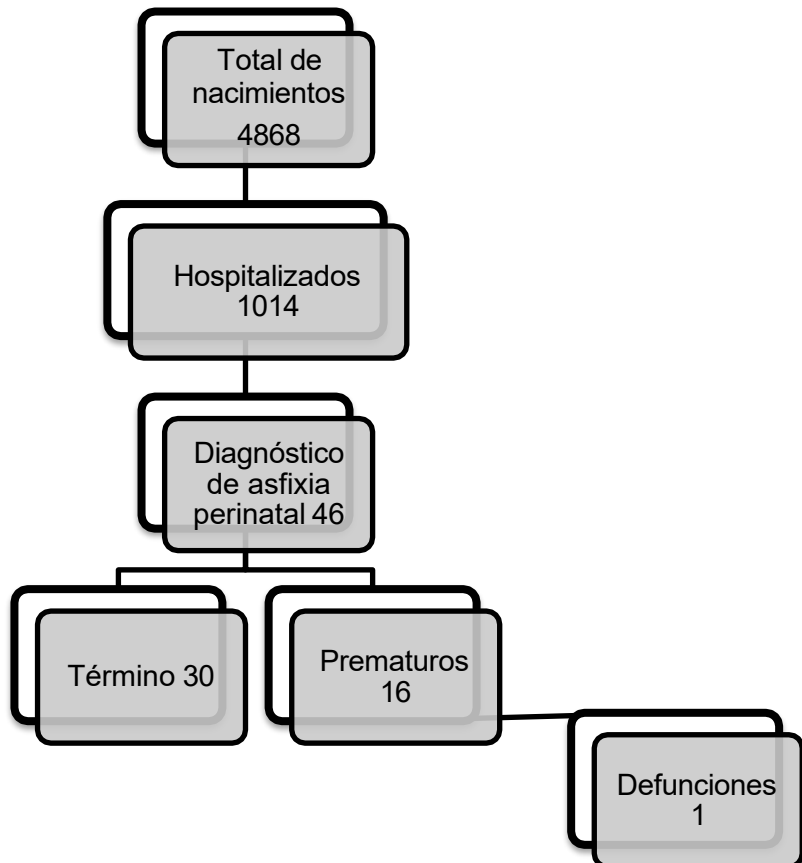 Total de
nacimientos
4868
Hospitalizados
1014
Diagnóstico
de asfixia
perinatal 46
Término 30
Prematuros
16
Defunciones
1